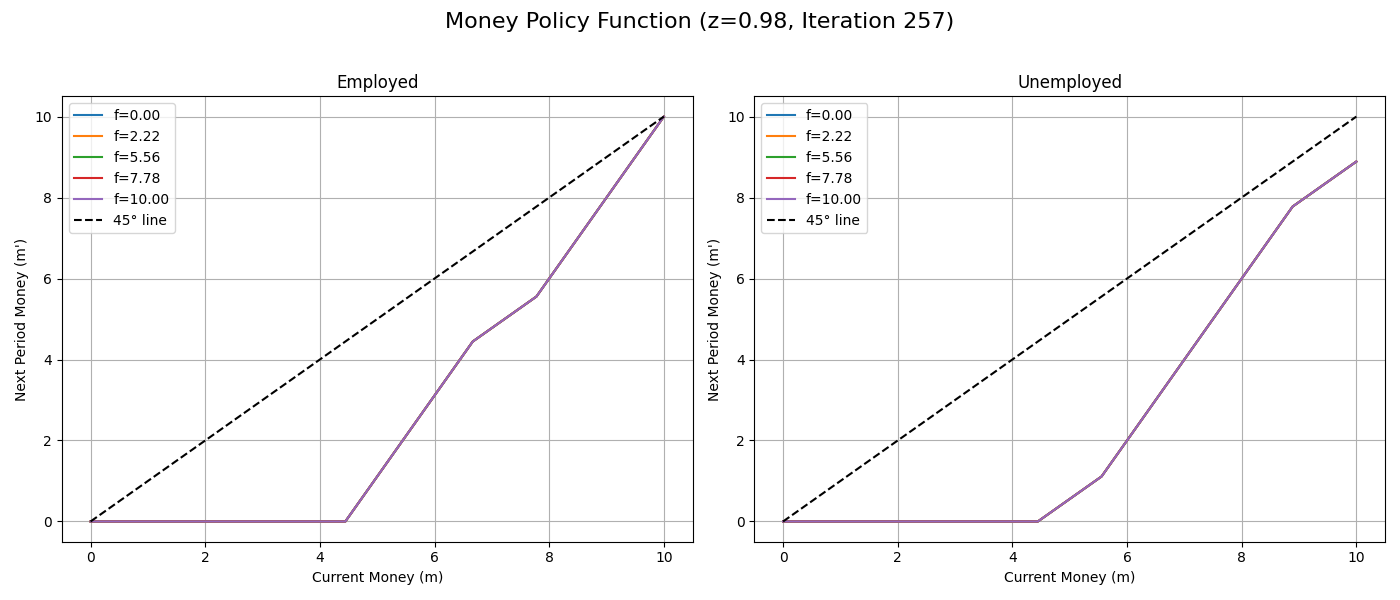 Money Policy Function (z=0.98, Iteration 257)
Employed
f=0.00
f=2.22
f=5.56
f=7.78
f=10.00
45° line
10
8
6
4
2
0
Next Period Money (m')
0 2 4 6 8 10
Current Money (m)
Unemployed
f=0.00
f=2.22
f=5.56
f=7.78
f=10.00
45° line
10
8
6
4
2
0
Next Period Money (m')
0 2 4 6 8 10
Current Money (m)